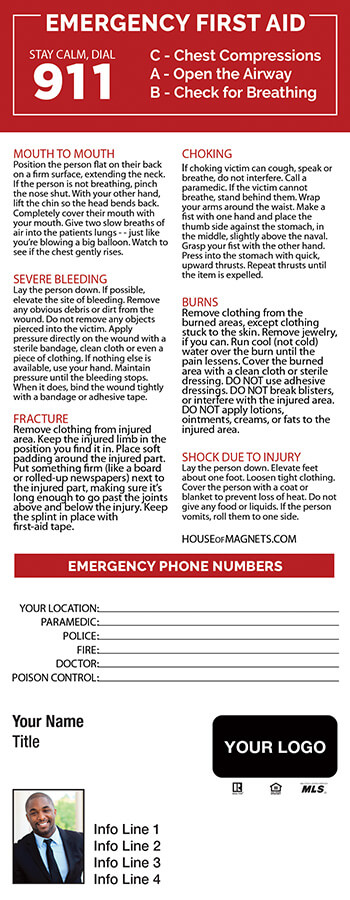 EMERGENCY FIRST AID
STAY CALM, DIAL
911
C - Chest Compressions
A - Open the Airway
B - Check for Breathing
MOUTH TO MOUTH
Position the person flat on their back
on a firm surface, extending the neck.
If the person is not breathing, pinch
the nose shut. With your other hand,
lift the chin so the head bends back.
Completely cover their mouth with
your mouth. Give two slow breaths of
air into the patients lungs - - just like
you're blowing a big balloon. Watch to
see if the chest gently rises.
SEVERE BLEEDING
Lay the person down. If possible,
elevate the site of bleeding. Remove
any obvious debris or dirt from the
wound. Do not remove any objects
pierced into the victim. Apply
pressure directly on the wound with a
sterile bandage, clean cloth or even a
piece of clothing. If nothing else is
available, use your hand. Maintain
pressure until the bleeding stops.
When it does, bind the wound tightly
with a bandage or adhesive tape.
FRACTURE
Remove clothing from injured
area. Keep the injured limb in the
position you find it in. Place soft
padding around the injured part.
Put something firm (like a board
or rolled-up newspapers) next to
the injured part, making sure it's
long enough to go past the joints
above and below the injury. Keep
the splint in place with
first-aid tape.
CHOKING
If choking victim can cough, speak or
breathe, do not interfere. Call a
paramedic. If the victim cannot
breathe, stand behind them. Wrap
your arms around the waist. Make a
fist with one hand and place the
thumb side against the stomach, in
the middle, slightly above the naval.
Grasp your fist with the other hand.
Press into the stomach with quick,
upward thrusts. Repeat thrusts until
the item is expelled.
BURNS
Remove clothing from the
burned areas, except clothing
stuck to the skin. Remove jewelry,
if you can. Run cool (not cold)
water over the burn until the
pain lessens. Cover the burned
area with a clean cloth or sterile
dressing. DO NOT use adhesive
dressings. DO NOT break blisters,
or interfere with the injured area.
DO NOT apply lotions,
ointments, creams, or fats to the
injured area.
SHOCK DUE TO INJURY
Lay the person down. Elevate feet
about one foot. Loosen tight clothing.
Cover the person with a coat or
blanket to prevent loss of heat. Do not
give any food or liquids. If the person
vomits, roll them to one side.
HOUSEOFMAGNETS.COM
EMERGENCY PHONE NUMBERS
YOUR LOCATION:
PARAMEDIC:
POLICE:
FIRE:
DOCTOR:
POISON CONTROL:
Your Name
Title
YOUR LOGO
MLS
Info Line 1
Info Line 2
Info Line 3
Info Line 4